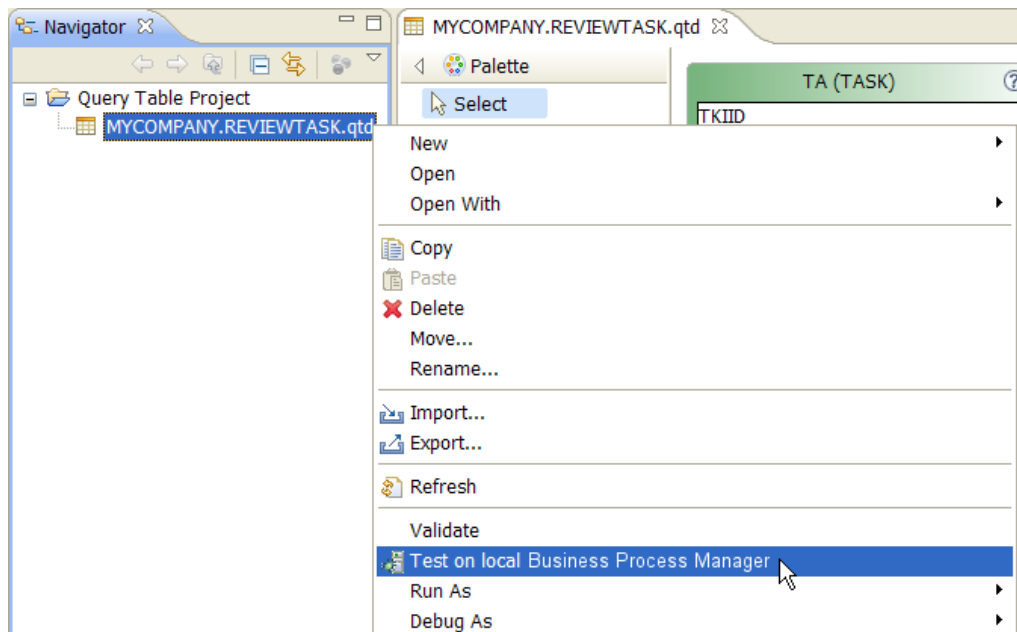 Navigator
MYCOMPANY.REVIEWTASK.qtd
Palette
Select
TA (TASK)
TKIID
Query Table Project
MYCOMPANY.REVIEWTASK.qtd
New
Open
Open With
Copy
Paste
Delete
Move...
Rename...
Import...
Export...
Refresh
Validate
Test on local Business Process Manager
Run As
Debug As